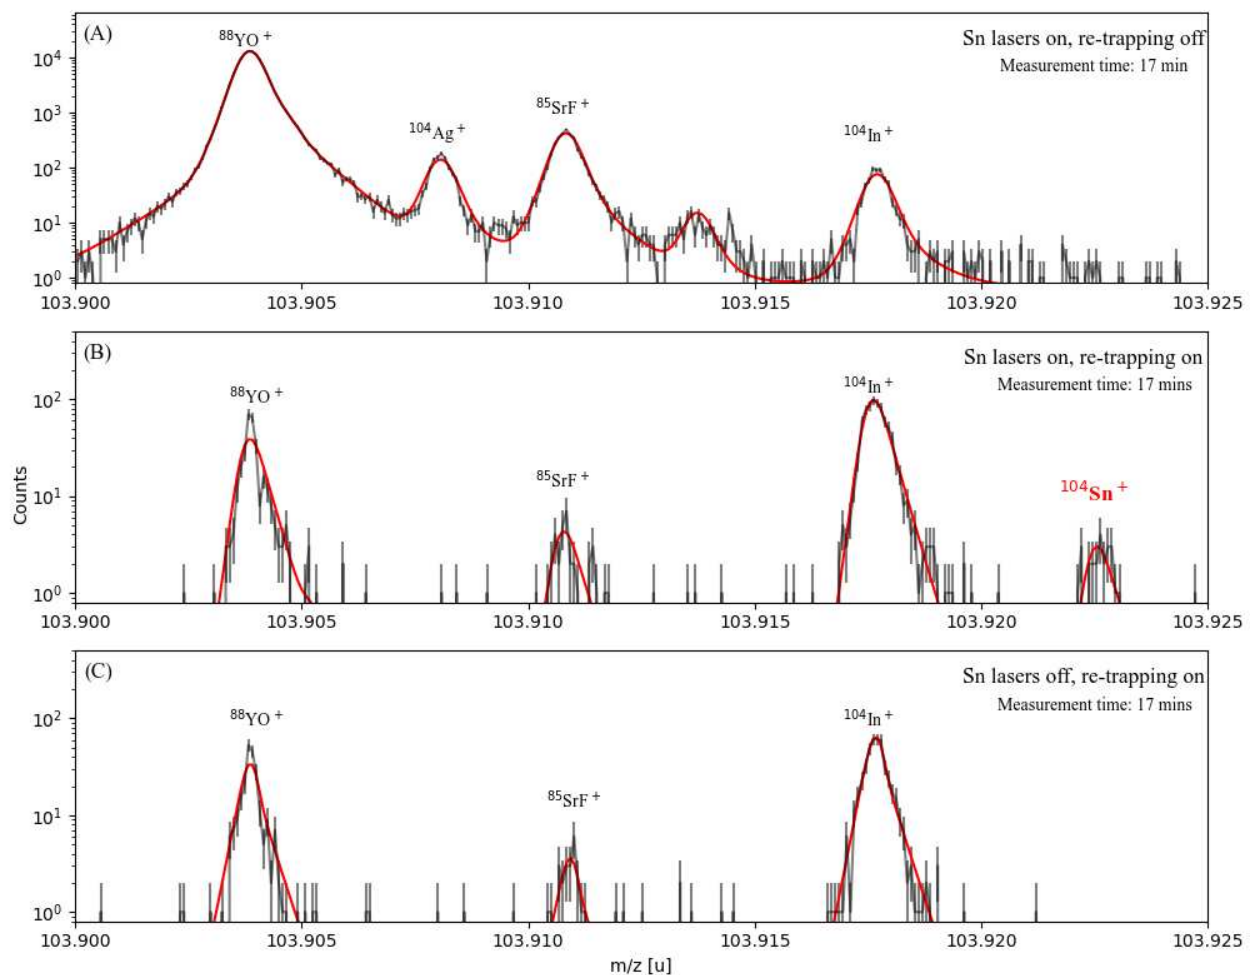 (A)
Sn lasers on, re-trapping off
Measurement time: 17 min
⁸⁸YO⁺
¹⁰⁴Ag⁺
⁸⁵SrF⁺
¹⁰⁴In⁺
10⁴
10³
10²
10¹
10⁰
103.900 103.905 103.910 103.915 103.920 103.925
(B)
Sn lasers on, re-trapping on
Measurement time: 17 mins
⁸⁸YO⁺
⁸⁵SrF⁺
¹⁰⁴In⁺
¹⁰⁴Sn⁺
10²
10¹
10⁰
Counts
103.900 103.905 103.910 103.915 103.920 103.925
(C)
Sn lasers off, re-trapping on
Measurement time: 17 mins
⁸⁸YO⁺
⁸⁵SrF⁺
¹⁰⁴In⁺
10²
10¹
10⁰
103.900 103.905 103.910 103.915 103.920 103.925
m/z [u]